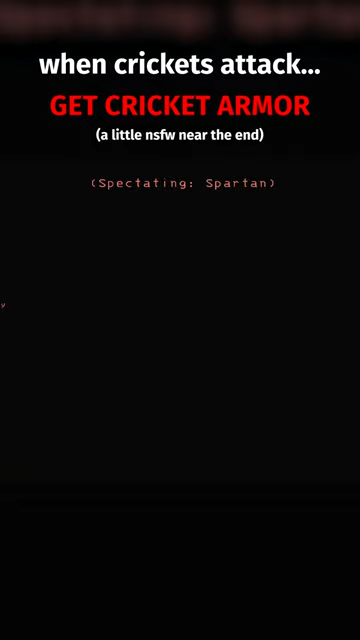 when crickets attack...
GET CRICKET ARMOR
(a little nsfw near the end)
(Spectating: Spartan)
y